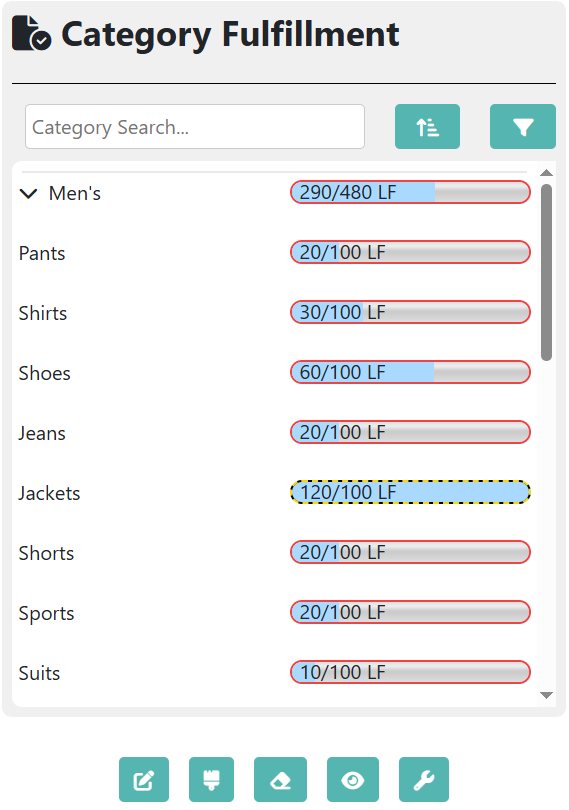 Category Fulfillment
Category Search...
Men's 290/480 LF
Pants 20/100 LF
Shirts 30/100 LF
Shoes 60/100 LF
Jeans 20/100 LF
Jackets 120/100 LF
Shorts 20/100 LF
Sports 20/100 LF
Suits 10/100 LF